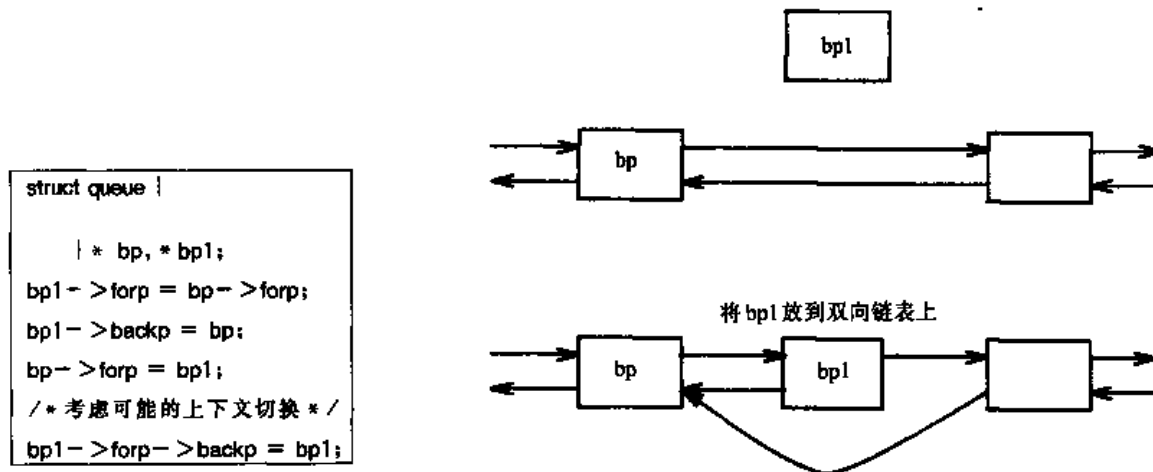 struct queue {
} * bp, * bp1;
bp1->forp = bp->forp;
bp1->backp = bp;
bp->forp = bp1;
/* 考虑可能的上下文切换 */
bp1->forp->backp = bp1;
bp1
bp
将bp1放到双向链表上
bp
bp1